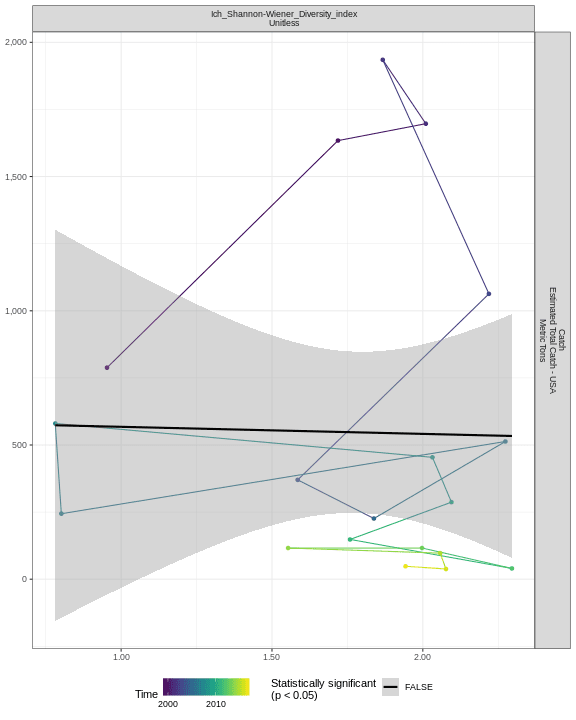 Ich_Shannon-Wiener_Diversity_index
Unitless
2,000
1,500
1,000
500
0
Catch
Estimated Total Catch - USA
Metric Tons
1.00
1.50
2.00
Time
2000
2010
Statistically significant
(p < 0.05)
FALSE